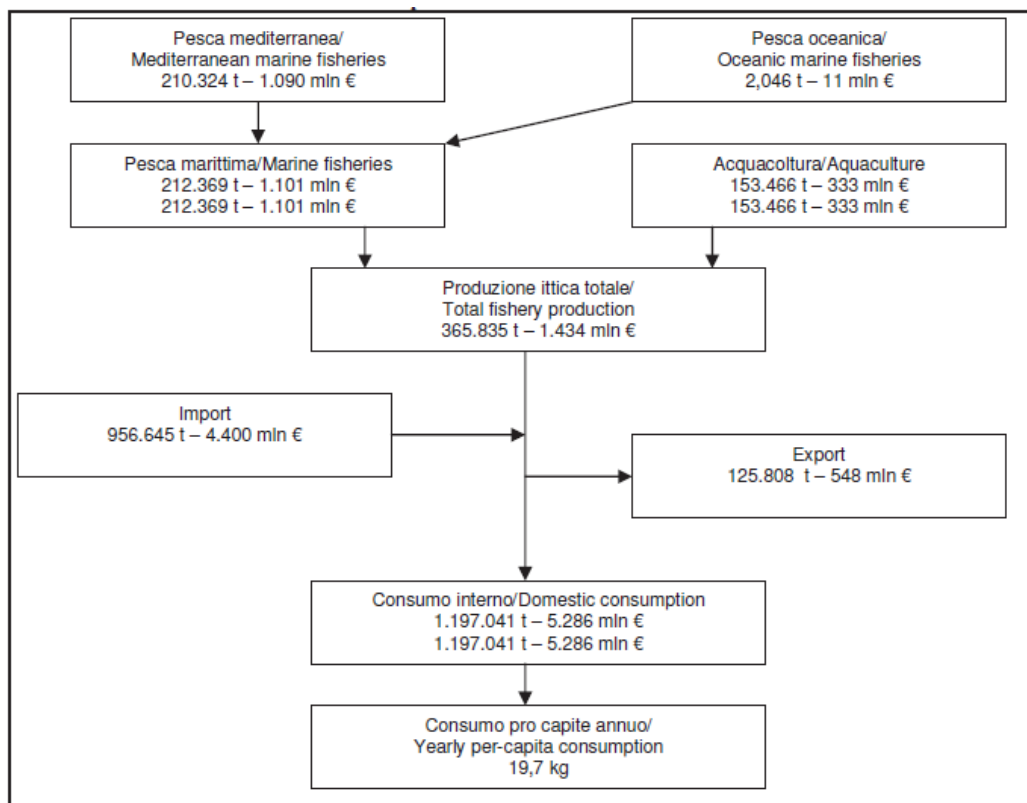 Pesca mediterranea/
Mediterranean marine fisheries
210.324 t – 1.090 mln €
Pesca oceanica/
Oceanic marine fisheries
2,046 t – 11 mln €
Pesca marittima/Marine fisheries
212.369 t – 1.101 mln €
212.369 t – 1.101 mln €
Acquacoltura/Aquaculture
153.466 t – 333 mln €
153.466 t – 333 mln €
Produzione ittica totale/
Total fishery production
365.835 t – 1.434 mln €
Import
956.645 t – 4.400 mln €
Export
125.808 t – 548 mln €
Consumo interno/Domestic consumption
1.197.041 t – 5.286 mln €
1.197.041 t – 5.286 mln €
Consumo pro capite annuo/
Yearly per-capita consumption
19,7 kg